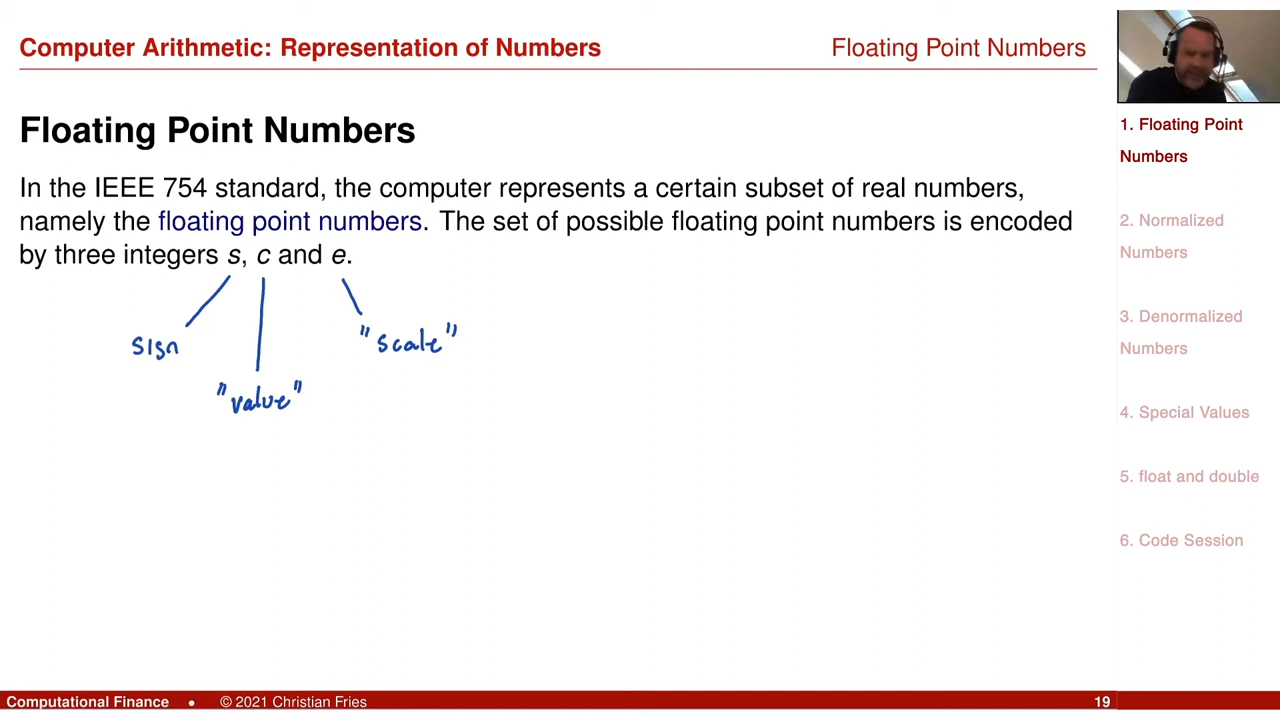 Computer Arithmetic: Representation of Numbers
Floating Point Numbers
Floating Point Numbers
In the IEEE 754 standard, the computer represents a certain subset of real numbers,
namely the floating point numbers. The set of possible floating point numbers is encoded
by three integers s, c and e.
sign
"scale"
"value"
1. Floating Point
Numbers
2. Normalized
Numbers
3. Denormalized
Numbers
4. Special Values
5. float and double
6. Code Session
Computational Finance • © 2021 Christian Fries
19